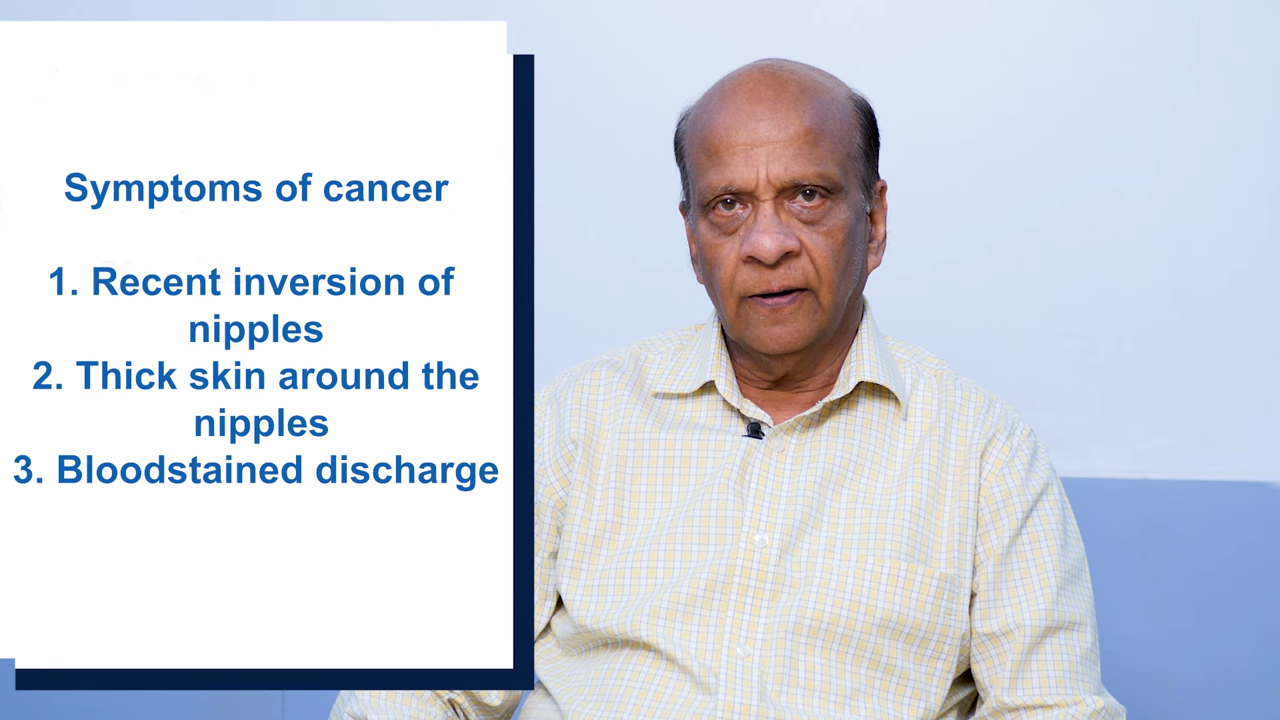 Symptoms of cancer
1. Recent inversion of
nipples
2. Thick skin around the
nipples
3. Bloodstained discharge